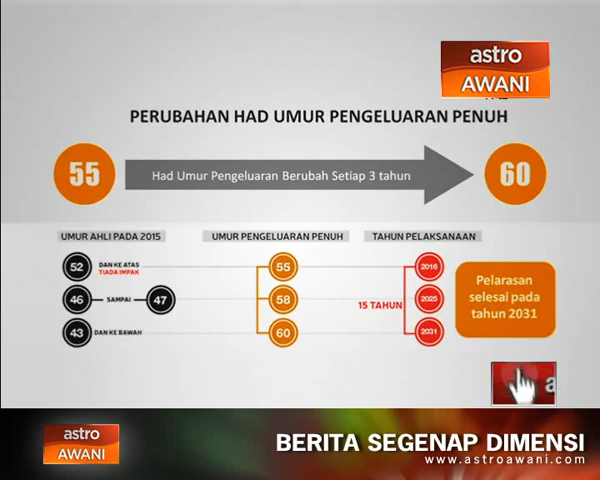 astro
AWANI
PERUBAHAN HAD UMUR PENGELUARAN PENUH
55
Had Umur Pengeluaran Berubah Setiap 3 tahun
60
UMUR AHLI PADA 2015
UMUR PENGELUARAN PENUH
TAHUN PELAKSANAAN
52 DAN KE ATAS
TIADA IMPAK
55
2016
46 SAMPAI 47
58
15 TAHUN
2025
43 DAN KE BAWAH
60
2031
Pelarasan
selesai pada
tahun 2031
a
astro
AWANI
BERITA SEGENAP DIMENSI
www.astroawani.com